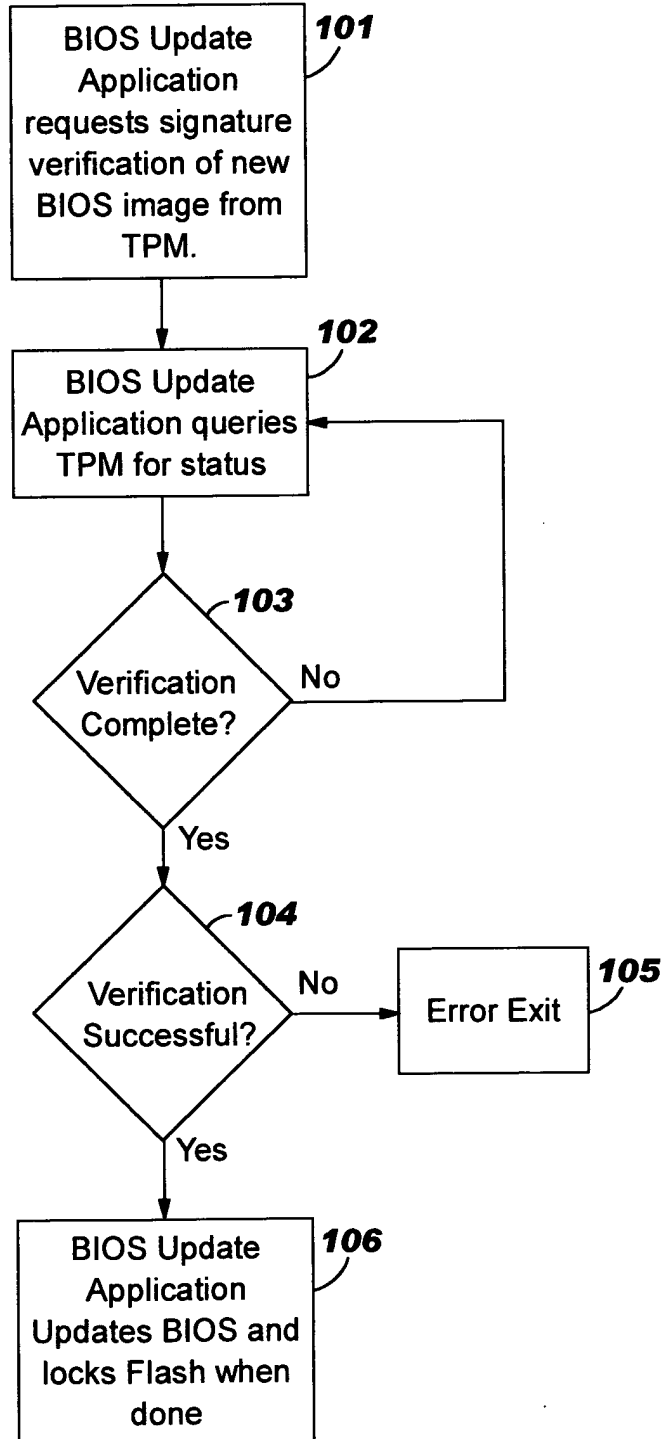 BIOS Update
Application
requests signature
verification of new
BIOS image from
TPM.
101
BIOS Update
Application queries
TPM for status
102
Verification
Complete?
103
No
Yes
Verification
Successful?
104
No
Error Exit
105
Yes
BIOS Update
Application
Updates BIOS and
locks Flash when
done
106